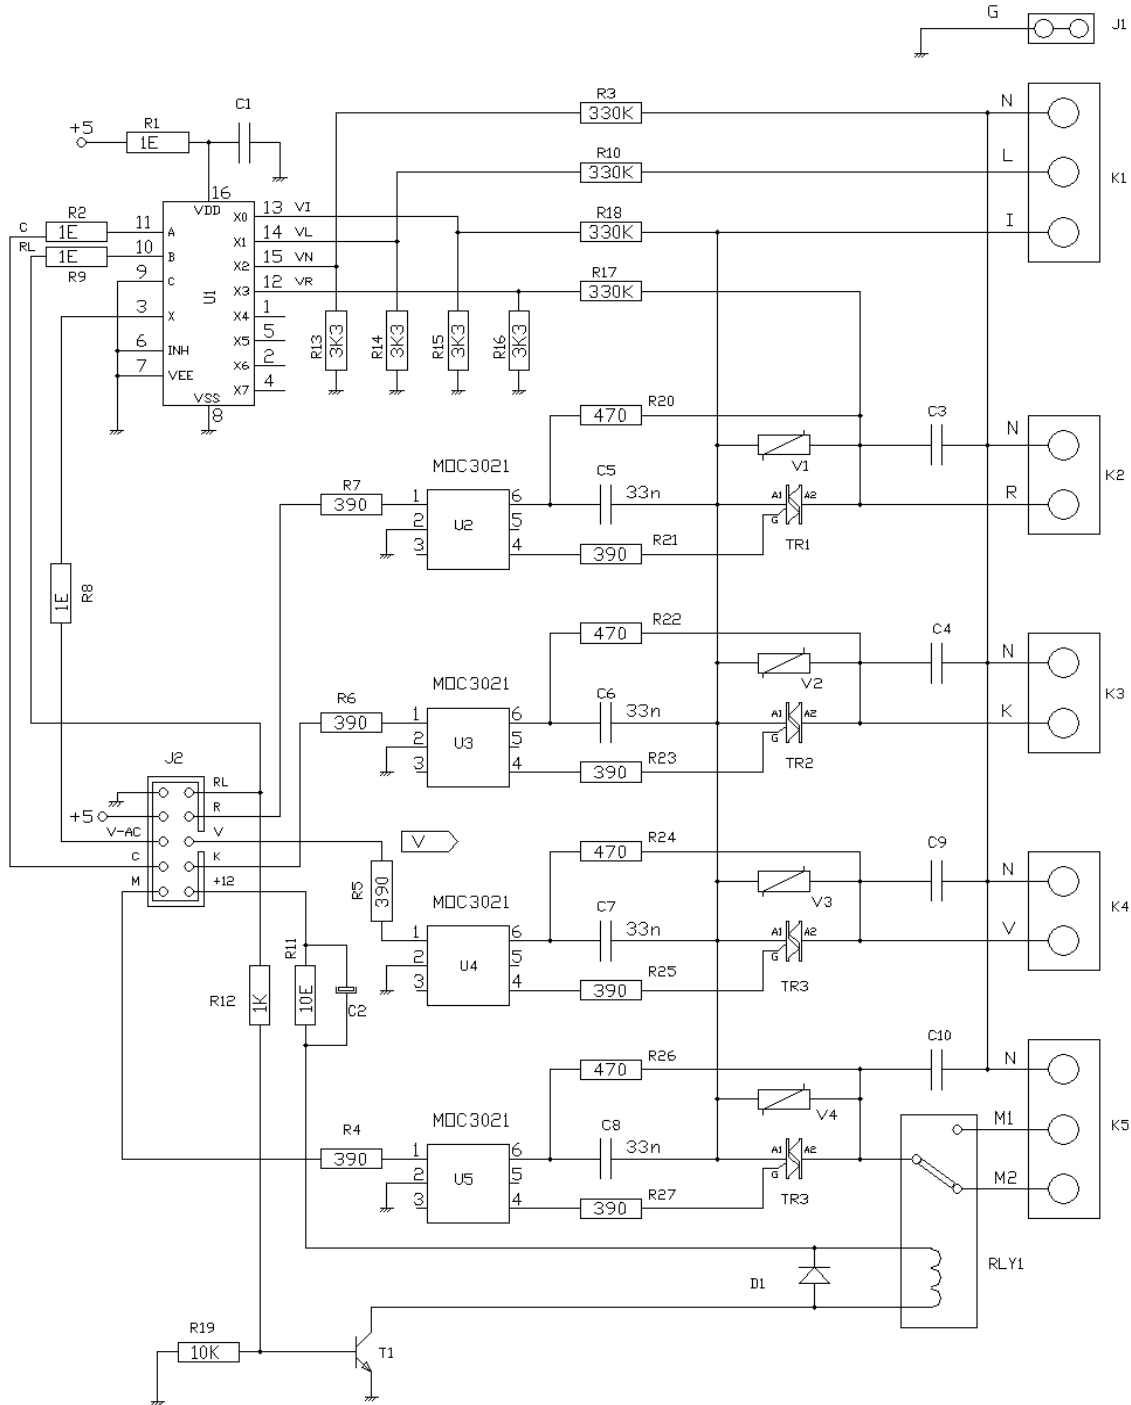 G
J1
N
L
I
K1
R3
330K
R10
330K
R18
330K
R17
330K
C1
+5
R1
1E
16
VDD
C
R2
1E
RL
1E
R9
11
10
9
3
6
7
A
B
C
X
INH
VEE
VSS
8
U1
X0
X1
X2
X3
X4
X5
X6
X7
13
14
15
12
1
5
2
4
VI
VL
VN
VR
R13
3K3
R14
3K3
R15
3K3
R16
3K3
470
R20
C3
N
V1
K2
R
MOC3021
R7
390
1
2
3
U2
6
5
4
C5
33n
A1
A2
G
TR1
390
R21
1E
R8
470
R22
C4
N
V2
K3
K
MOC3021
R6
390
1
2
3
U3
6
5
4
C6
33n
A1
A2
G
TR2
390
R23
J2
RL
+5
R
V-AC
V
C
K
M
+12
V
R5
390
470
R24
C9
N
V3
K4
V
MOC3021
1
2
3
U4
6
5
4
C7
33n
A1
A2
G
TR3
390
R25
R12
1K
R11
10E
C2
470
R26
C10
N
V4
M1
K5
M2
MOC3021
R4
390
1
2
3
U5
6
5
4
C8
33n
A1
A2
G
TR3
390
R27
D1
RLY1
R19
10K
T1